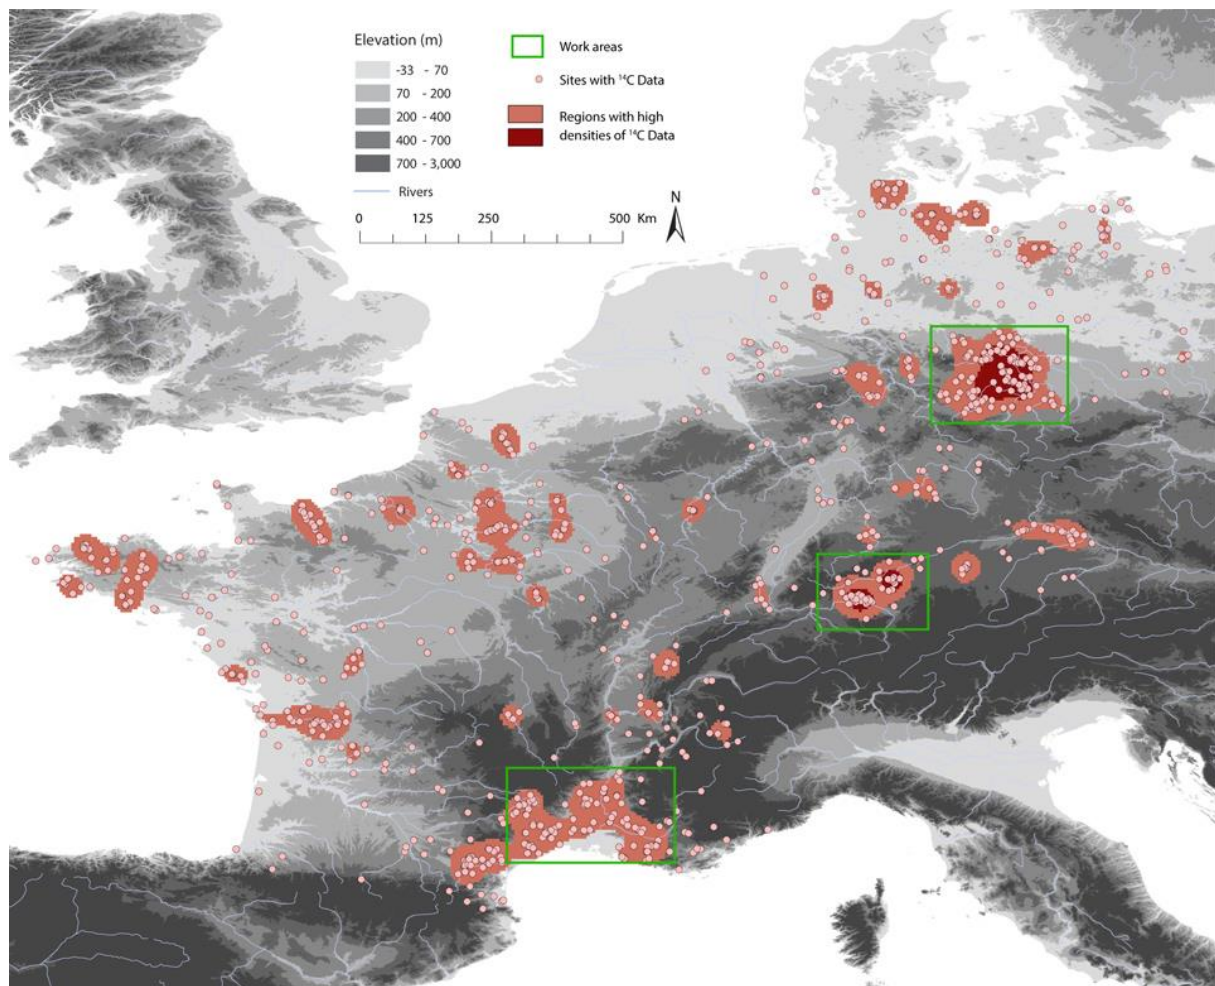 Elevation (m)
-33 - 70
70 - 200
200 - 400
400 - 700
700 - 3,000
Rivers
Work areas
Sites with ¹⁴C Data
Regions with high
densities of ¹⁴C Data
N
0 125 250 500 Km